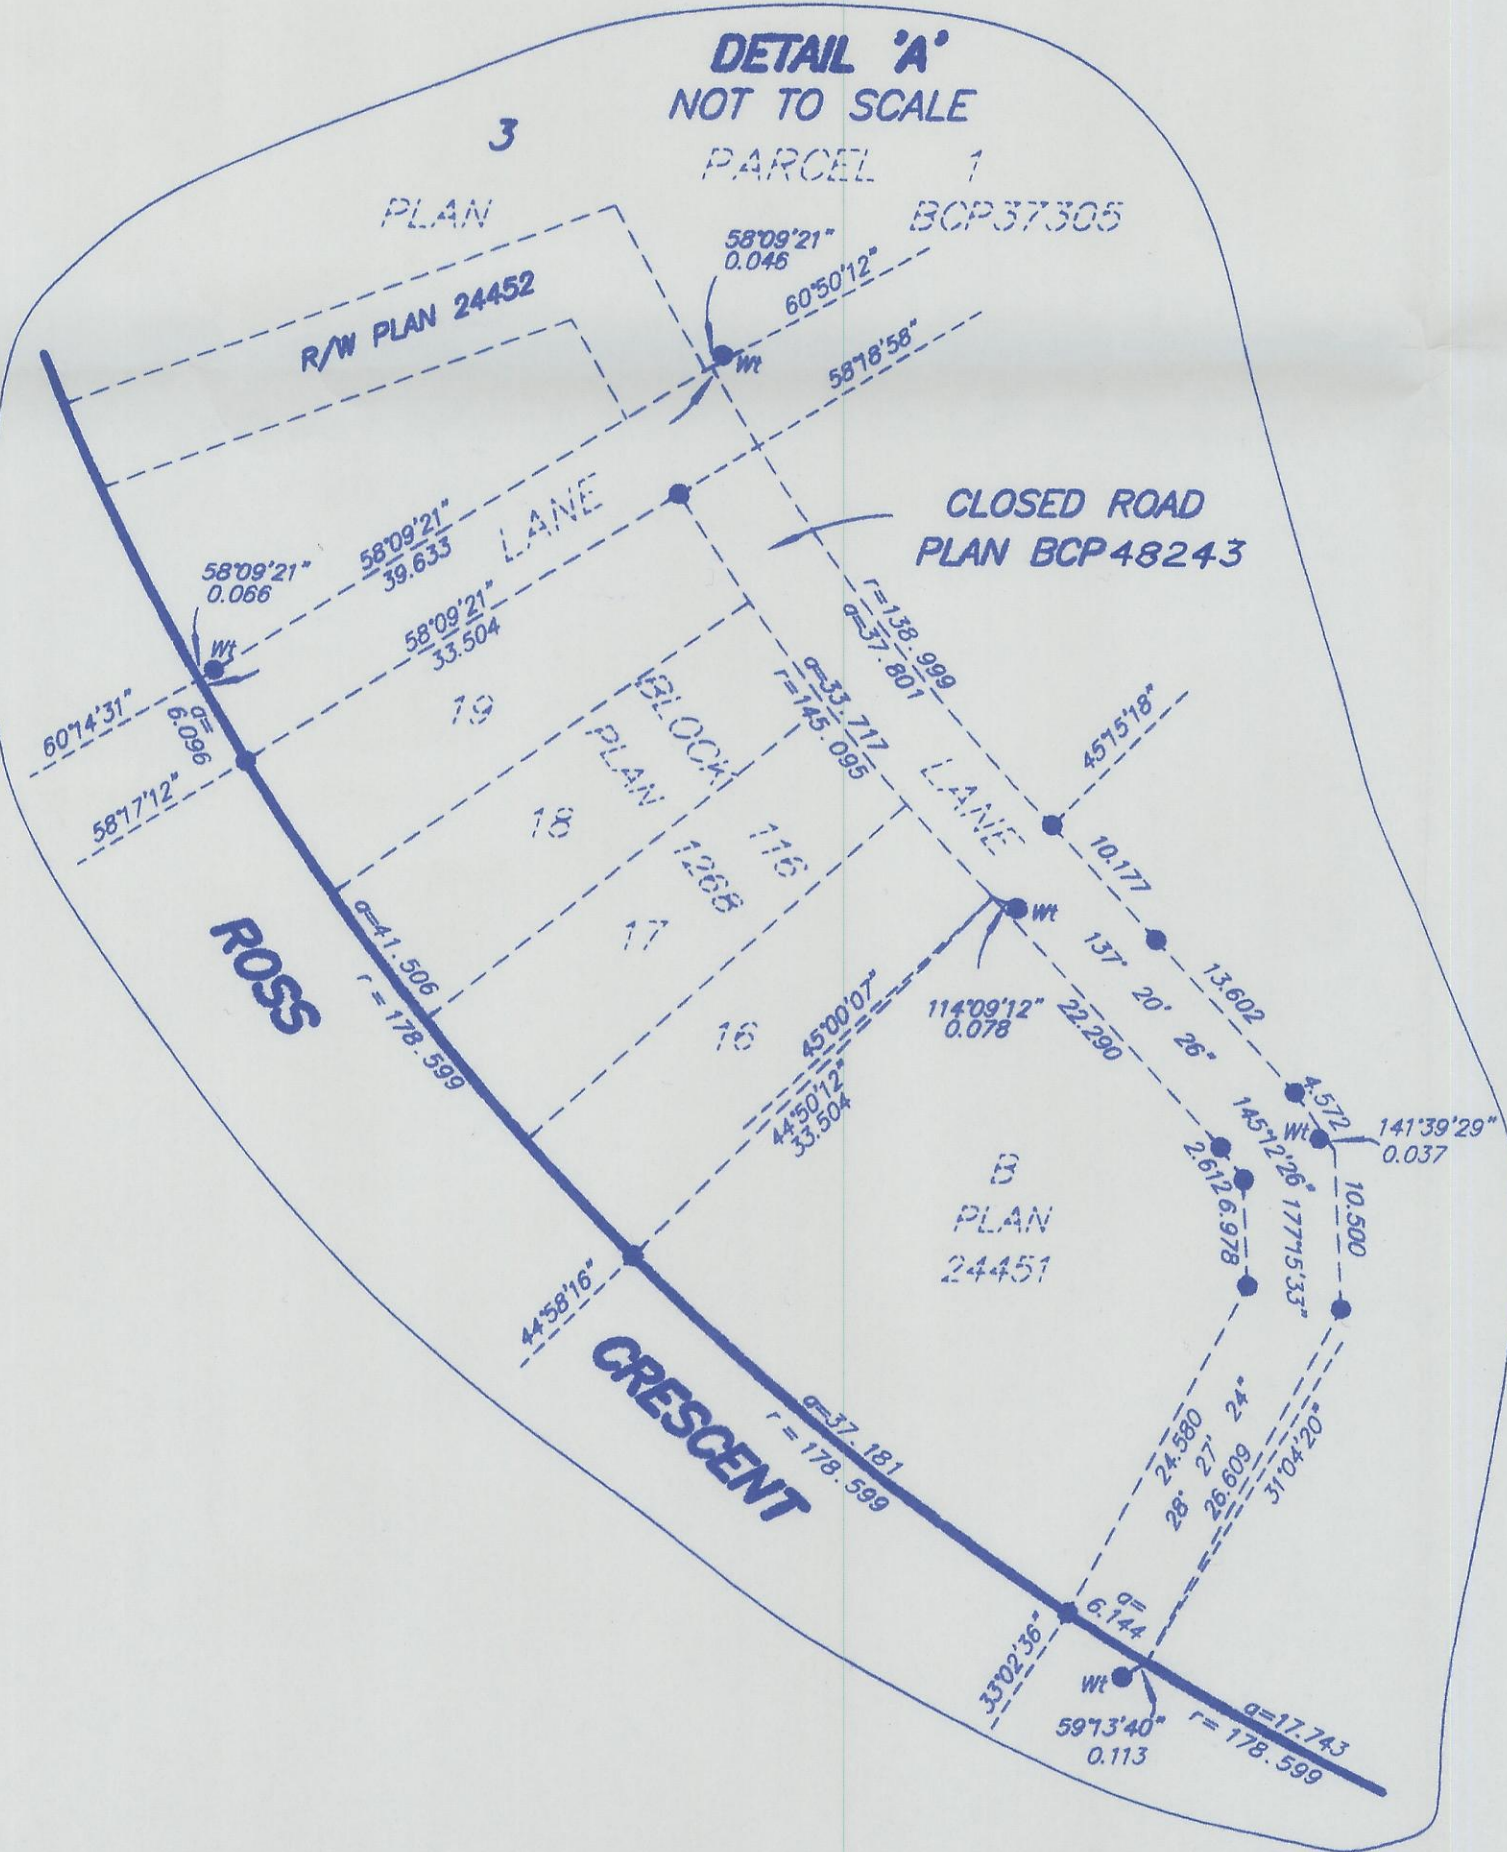 DETAIL 'A'
NOT TO SCALE
3
PARCEL 1
PLAN
BCP37305
58°09'21"
0.046
60°50'12"
R/W PLAN 24452
Wt
58°18'58"
CLOSED ROAD
PLAN BCP48243
LANE
58°09'21"
39.633
58°09'21"
0.066
58°09'21"
33.504
Wt
60°14'31"
a=
6.096
58°17'12"
19
r=138.999
a=37.801
a=33.717
r=145.095
45°15'18"
BLOCK
PLAN
18
116
1268
17
LANE
10.177
Wt
ROSS
a=41.506
r = 178.599
137° 20' 26"
13.602
114°09'12"
0.078
22.290
16
45°00'07"
44°50'12"
33.504
4.572
Wt
141°39'29"
0.037
145°12'26"
2.612
6.978
177°15'33"
10.500
B
PLAN
24451
44°58'16"
CRESCENT
a=37.181
r = 178.599
24.580
28° 27' 24"
26.609
31°04'20"
a=
6.144
33°02'36"
Wt
59°13'40"
0.113
a=17.743
r= 178.599